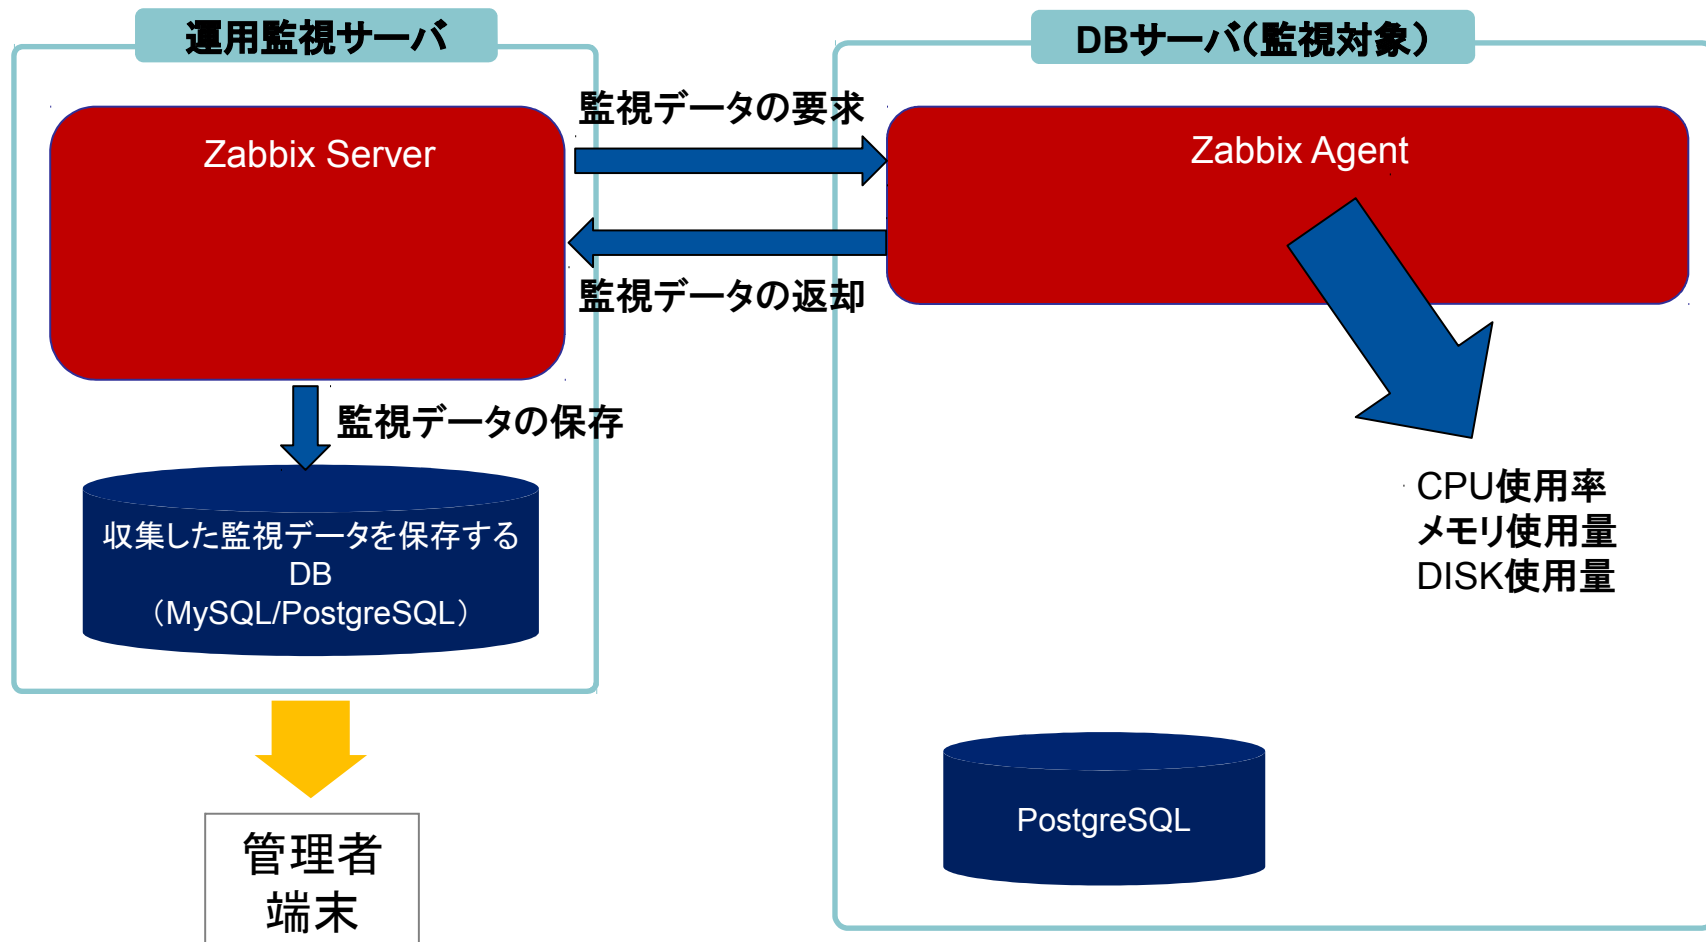 運用監視サーバ
DBサーバ(監視対象)
Zabbix Server
監視データの要求
Zabbix Agent
監視データの返却
監視データの保存
収集した監視データを保存する
DB
(MySQL/PostgreSQL)
CPU使用率
メモリ使用量
DISK使用量
PostgreSQL
管理者
端末